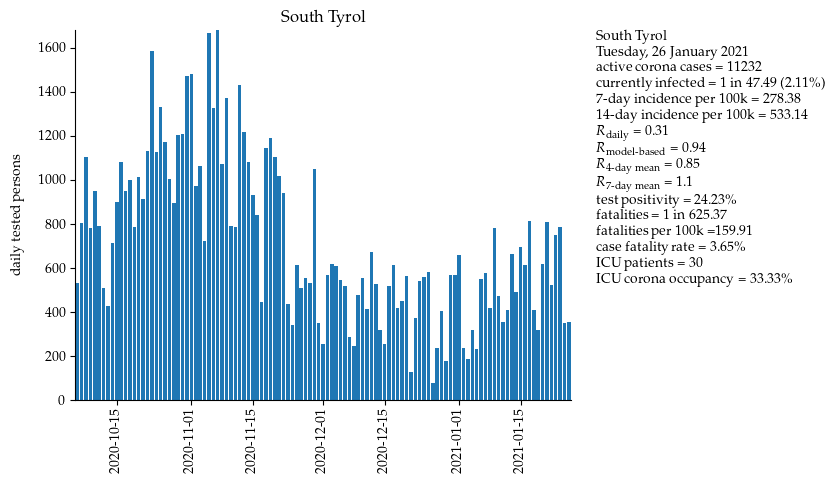 South Tyrol
1600
1400
1200
1000
800
600
400
200
0
daily tested persons
2020-10-15
2020-11-01
2020-11-15
2020-12-01
2020-12-15
2021-01-01
2021-01-15
South Tyrol
Tuesday, 26 January 2021
active corona cases = 11232
currently infected = 1 in 47.49 (2.11%)
7-day incidence per 100k = 278.38
14-day incidence per 100k = 533.14
R daily = 0.31
R model-based = 0.94
R 4-day mean = 0.85
R 7-day mean = 1.1
test positivity = 24.23%
fatalities = 1 in 625.37
fatalities per 100k =159.91
case fatality rate = 3.65%
ICU patients = 30
ICU corona occupancy = 33.33%